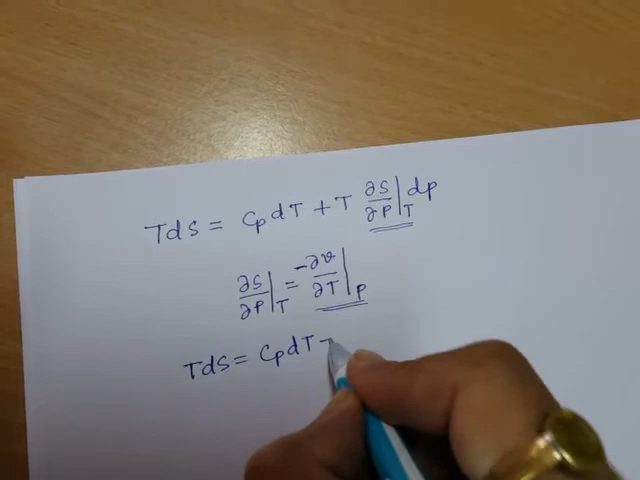 TdS = CpdT + T ∂S/∂P|T dp
∂S/∂P|T = -∂v/∂T|P
TdS = CpdT -